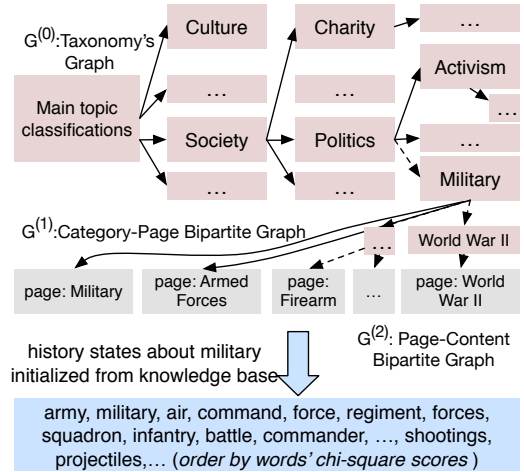 G(0):Taxonomy's
Graph
Culture
Charity
...
Main topic
classifications
...
...
Activism
...
Society
Politics
...
...
...
Military
G(1):Category-Page Bipartite Graph
...
World War II
page: Military
page: Armed
Forces
page:
Firearm
...
page: World
War II
G(2): Page-Content
Bipartite Graph
history states about military
initialized from knowledge base
army, military, air, command, force, regiment, forces,
squadron, infantry, battle, commander, ..., shootings,
projectiles,... (order by words' chi-square scores )